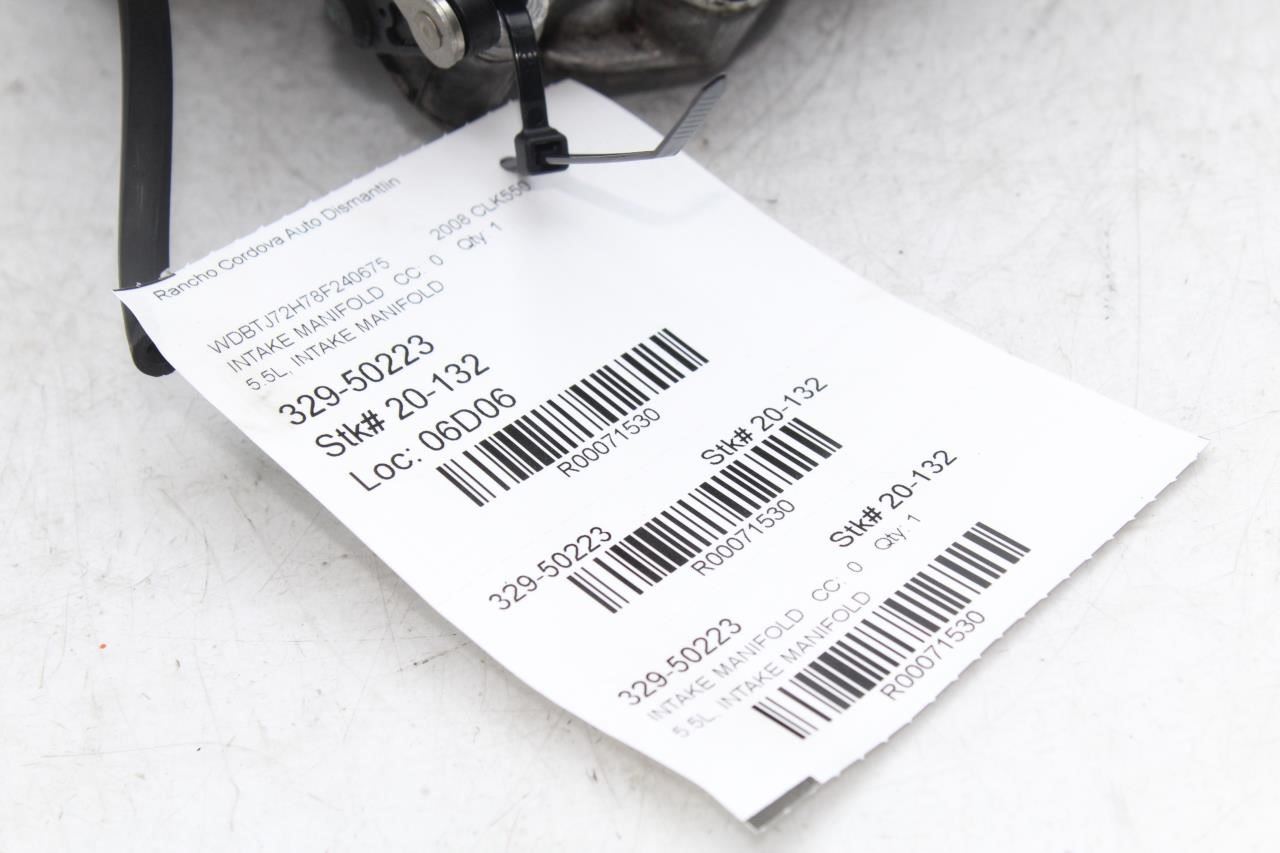 Rancho Cordova Auto Dismantlin
WDBTJ72H78F240675 2008 CLK550
INTAKE MANIFOLD CC: 0 Qty: 1
5.5L, INTAKE MANIFOLD
329-50223
Stk# 20-132
Loc: 06D06
R00071530
329-50223 Stk# 20-132
R00071530
329-50223 Stk# 20-132
INTAKE MANIFOLD CC: 0 Qty: 1
5.5L, INTAKE MANIFOLD
R00071530